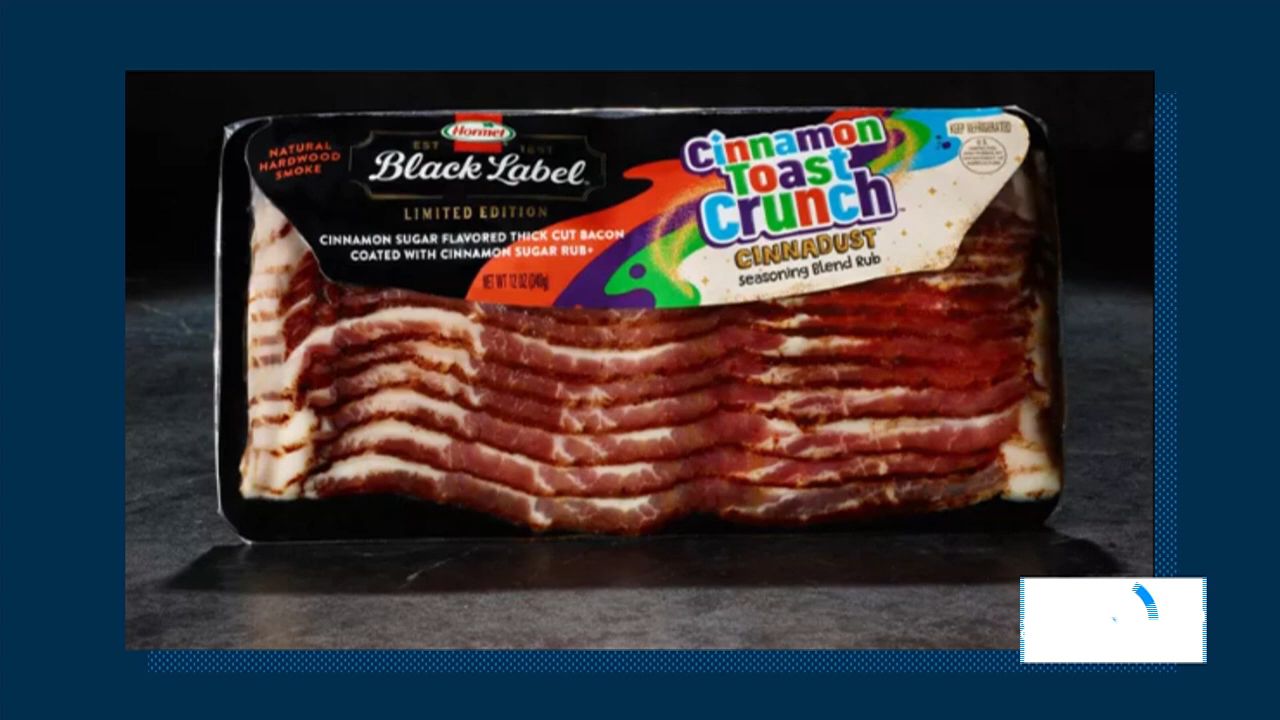 NATURAL
HARDWOOD
SMOKE
Hormel
EST 1891
Black Label
LIMITED EDITION
CINNAMON SUGAR FLAVORED THICK CUT BACON
COATED WITH CINNAMON SUGAR RUB+
NET WT 12 OZ (340g)
Cinnamon
Toast
Crunch™
CINNADUST
Seasoning Blend Rub
KEEP REFRIGERATED